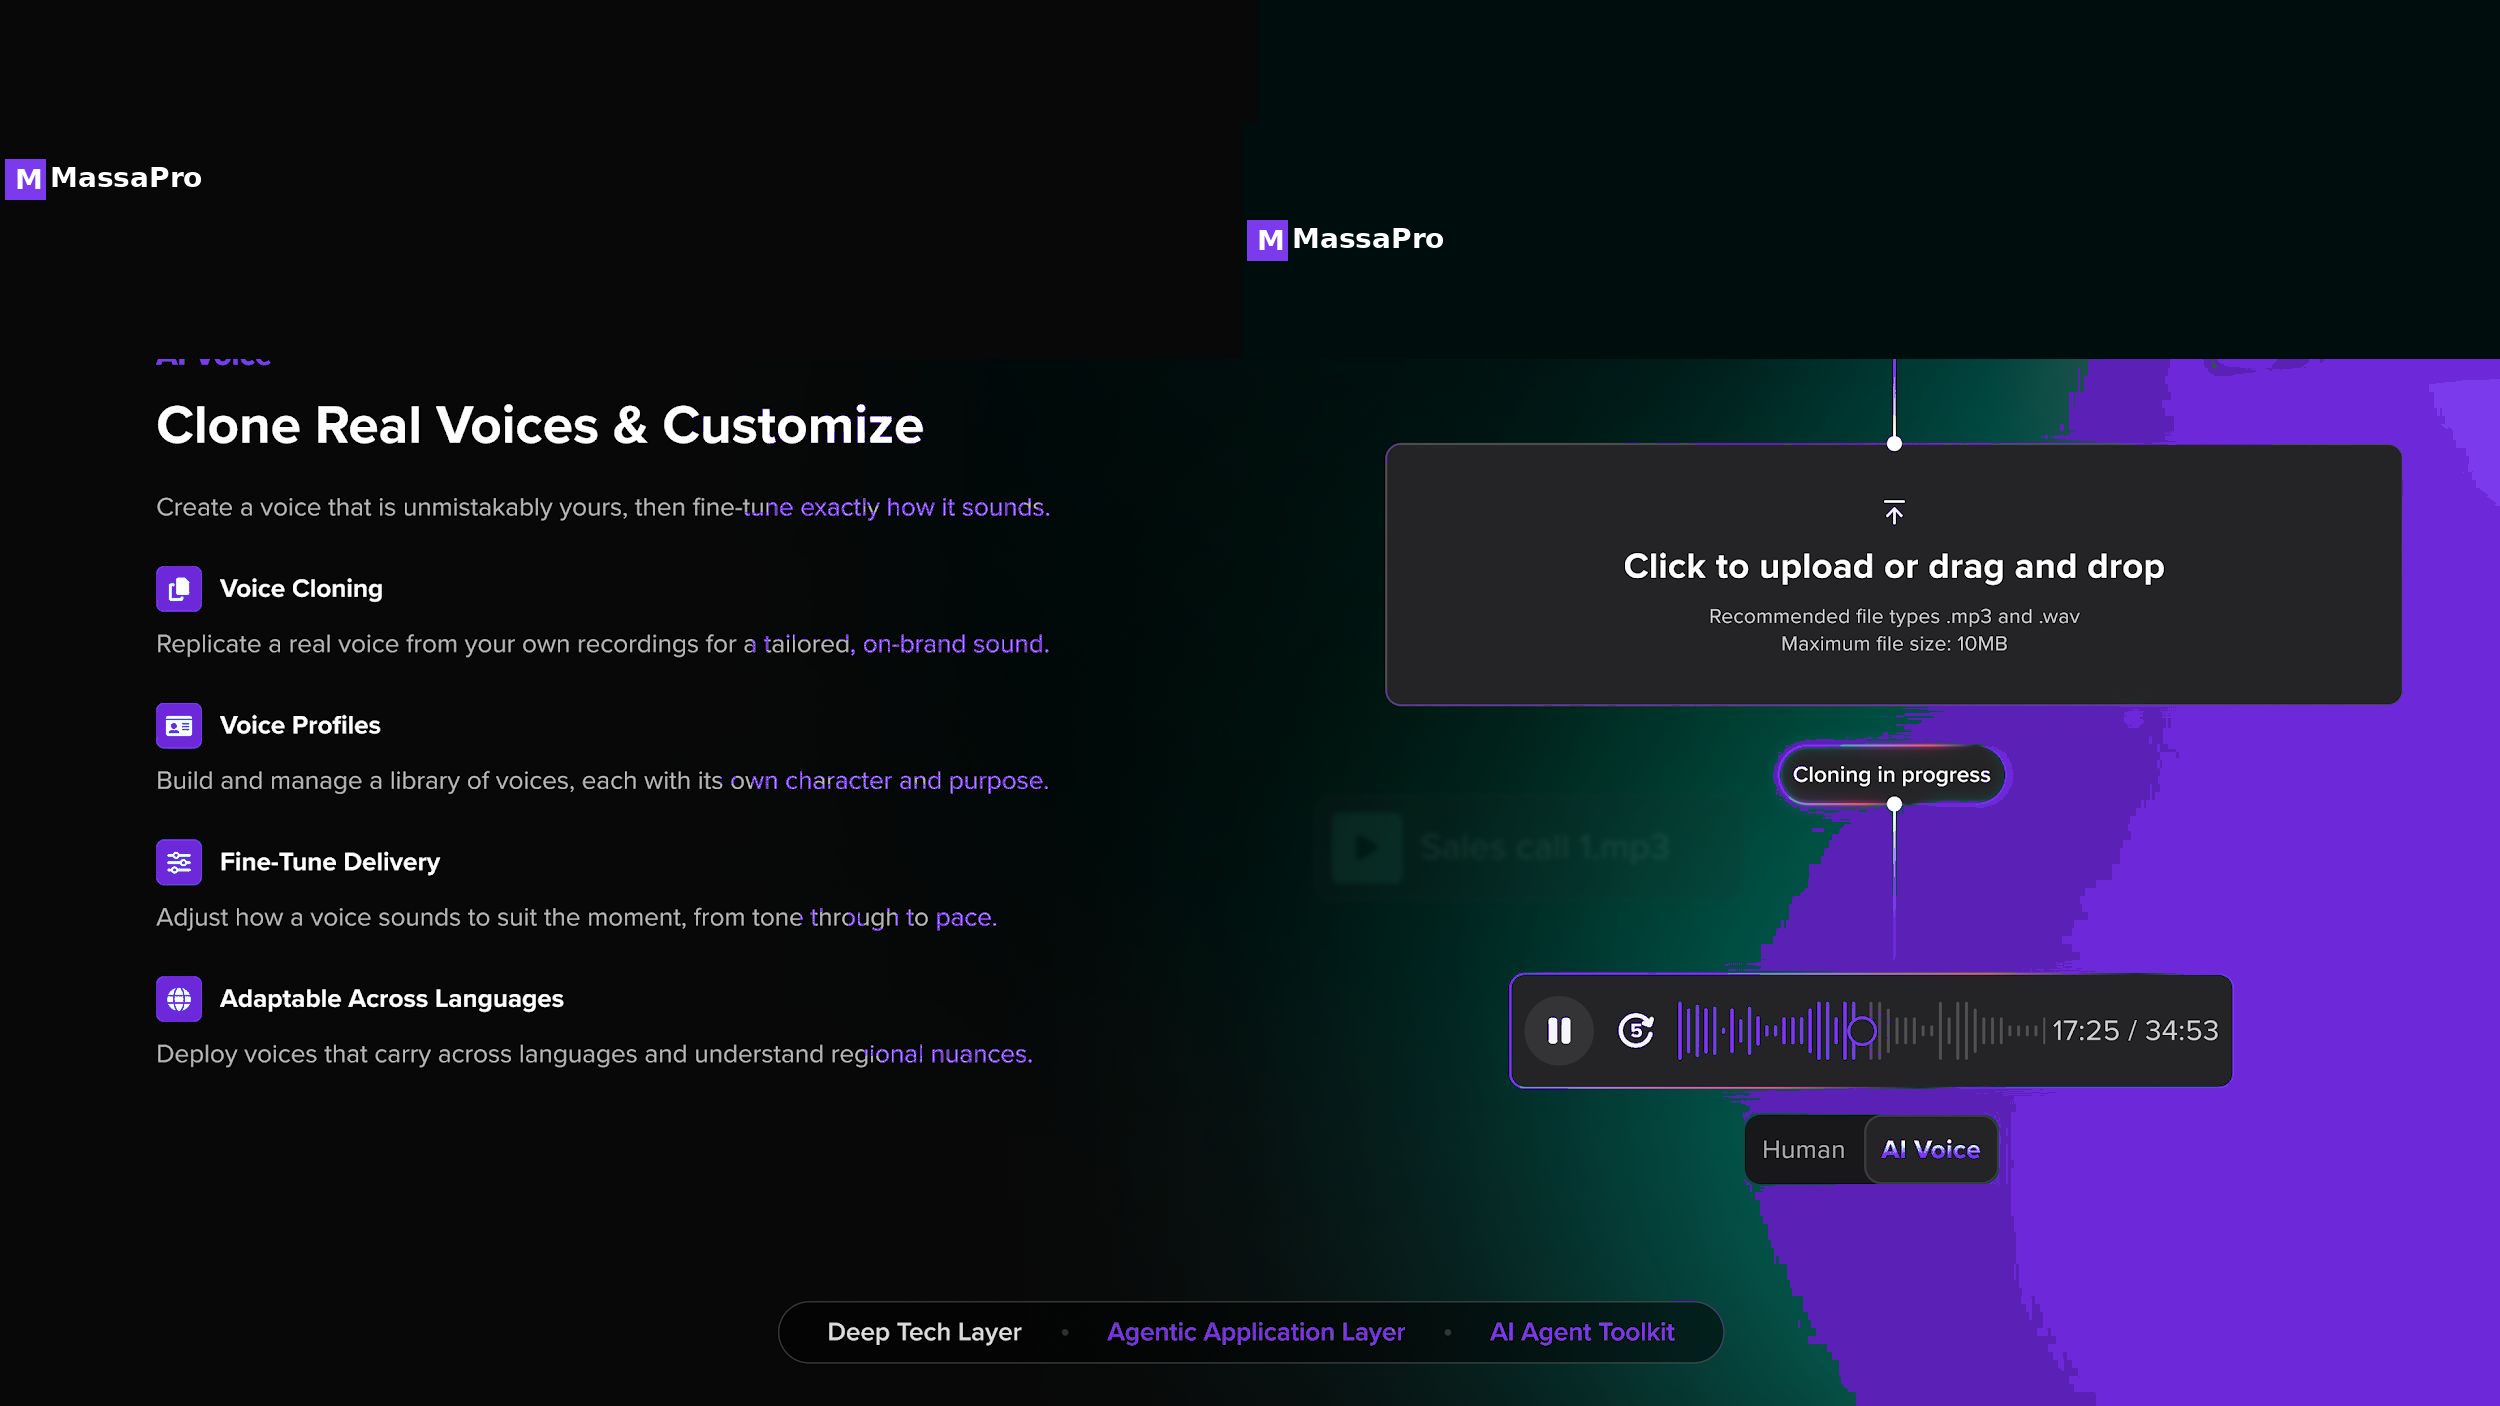 M MassaPro
M MassaPro
AI Voice
Clone Real Voices & Customize
Create a voice that is unmistakably yours, then fine-tune exactly how it sounds.
Voice Cloning
Replicate a real voice from your own recordings for a tailored, on-brand sound.
Voice Profiles
Build and manage a library of voices, each with its own character and purpose.
Fine-Tune Delivery
Adjust how a voice sounds to suit the moment, from tone through to pace.
Adaptable Across Languages
Deploy voices that carry across languages and understand regional nuances.
Click to upload or drag and drop
Recommended file types .mp3 and .wav
Maximum file size: 10MB
Cloning in progress
Sales call 1.mp3
5
17:25 / 34:53
Human
AI Voice
Deep Tech Layer • Agentic Application Layer • AI Agent Toolkit